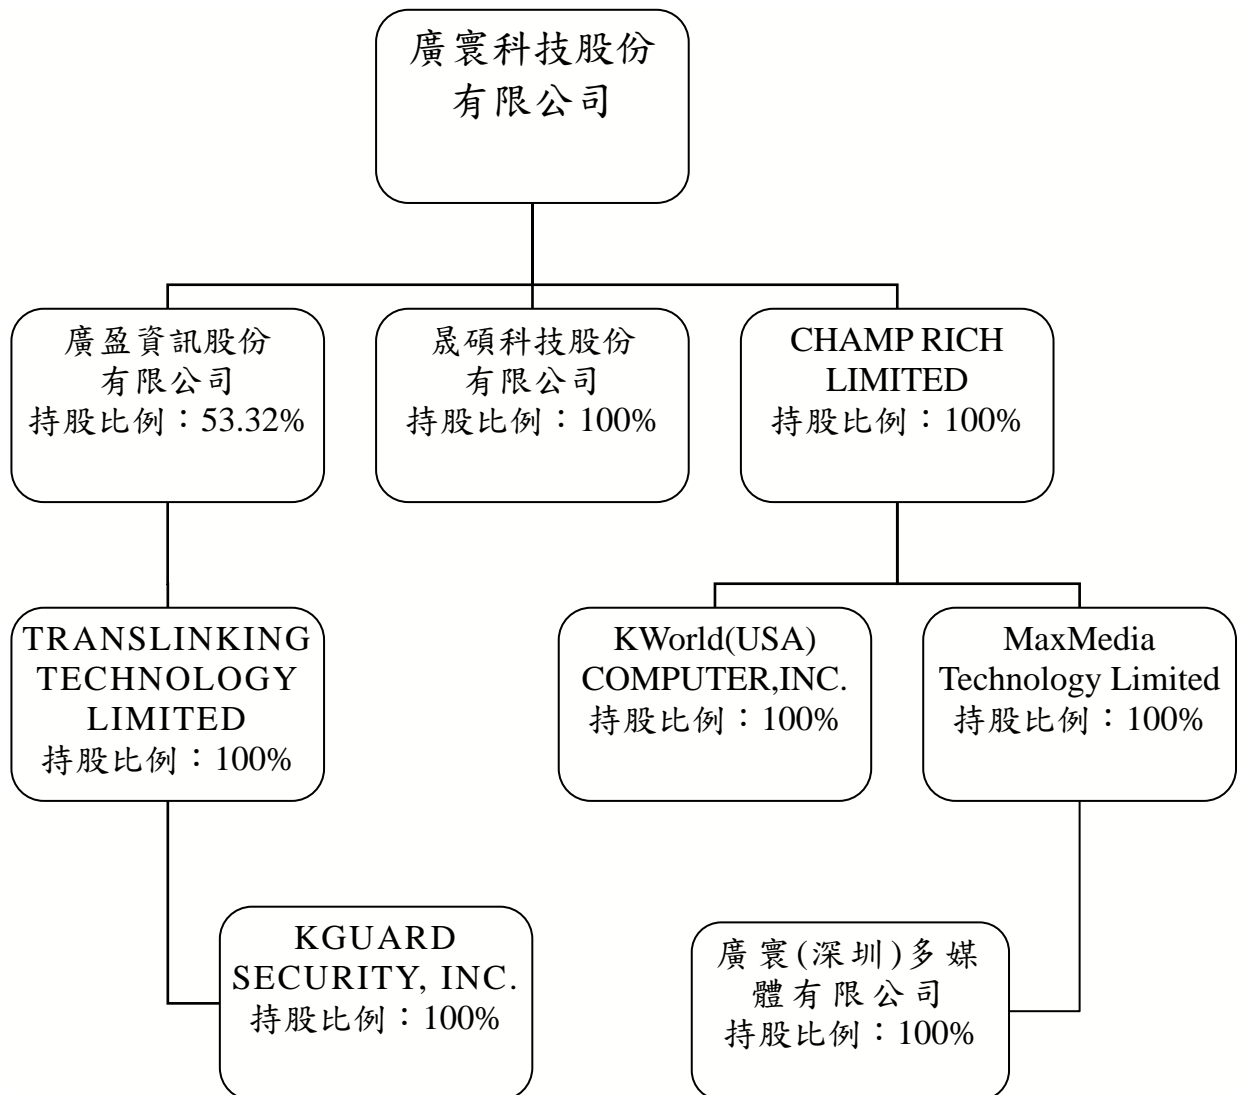 廣寰科技股份
有限公司
廣盈資訊股份
有限公司
持股比例：53.32%
晟碩科技股份
有限公司
持股比例：100%
CHAMP RICH
LIMITED
持股比例：100%
TRANSLINKING
TECHNOLOGY
LIMITED
持股比例：100%
KWorld(USA)
COMPUTER,INC.
持股比例：100%
MaxMedia
Technology Limited
持股比例：100%
KGUARD
SECURITY, INC.
持股比例：100%
廣寰(深圳)多媒
體有限公司
持股比例：100%